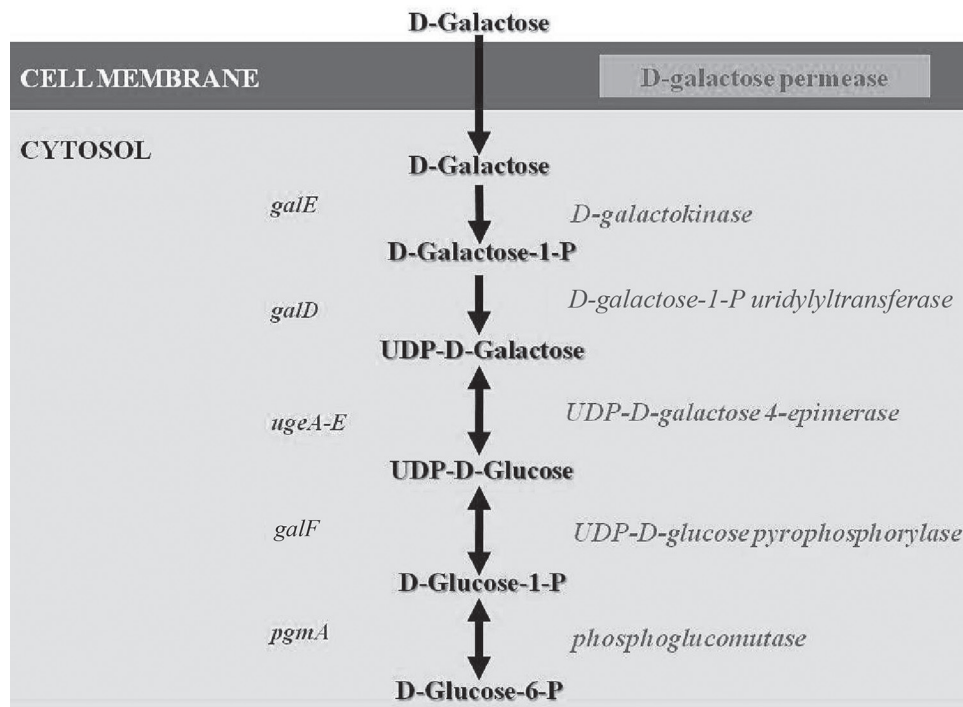 D-Galactose
CELL MEMBRANE
D-galactose permease
CYTOSOL
D-Galactose
galE
D-galactokinase
D-Galactose-1-P
galD
D-galactose-1-P uridylyltransferase
UDP-D-Galactose
ugeA-E
UDP-D-galactose 4-epimerase
UDP-D-Glucose
galF
UDP-D-glucose pyrophosphorylase
D-Glucose-1-P
pgmA
phosphoglucomutase
D-Glucose-6-P